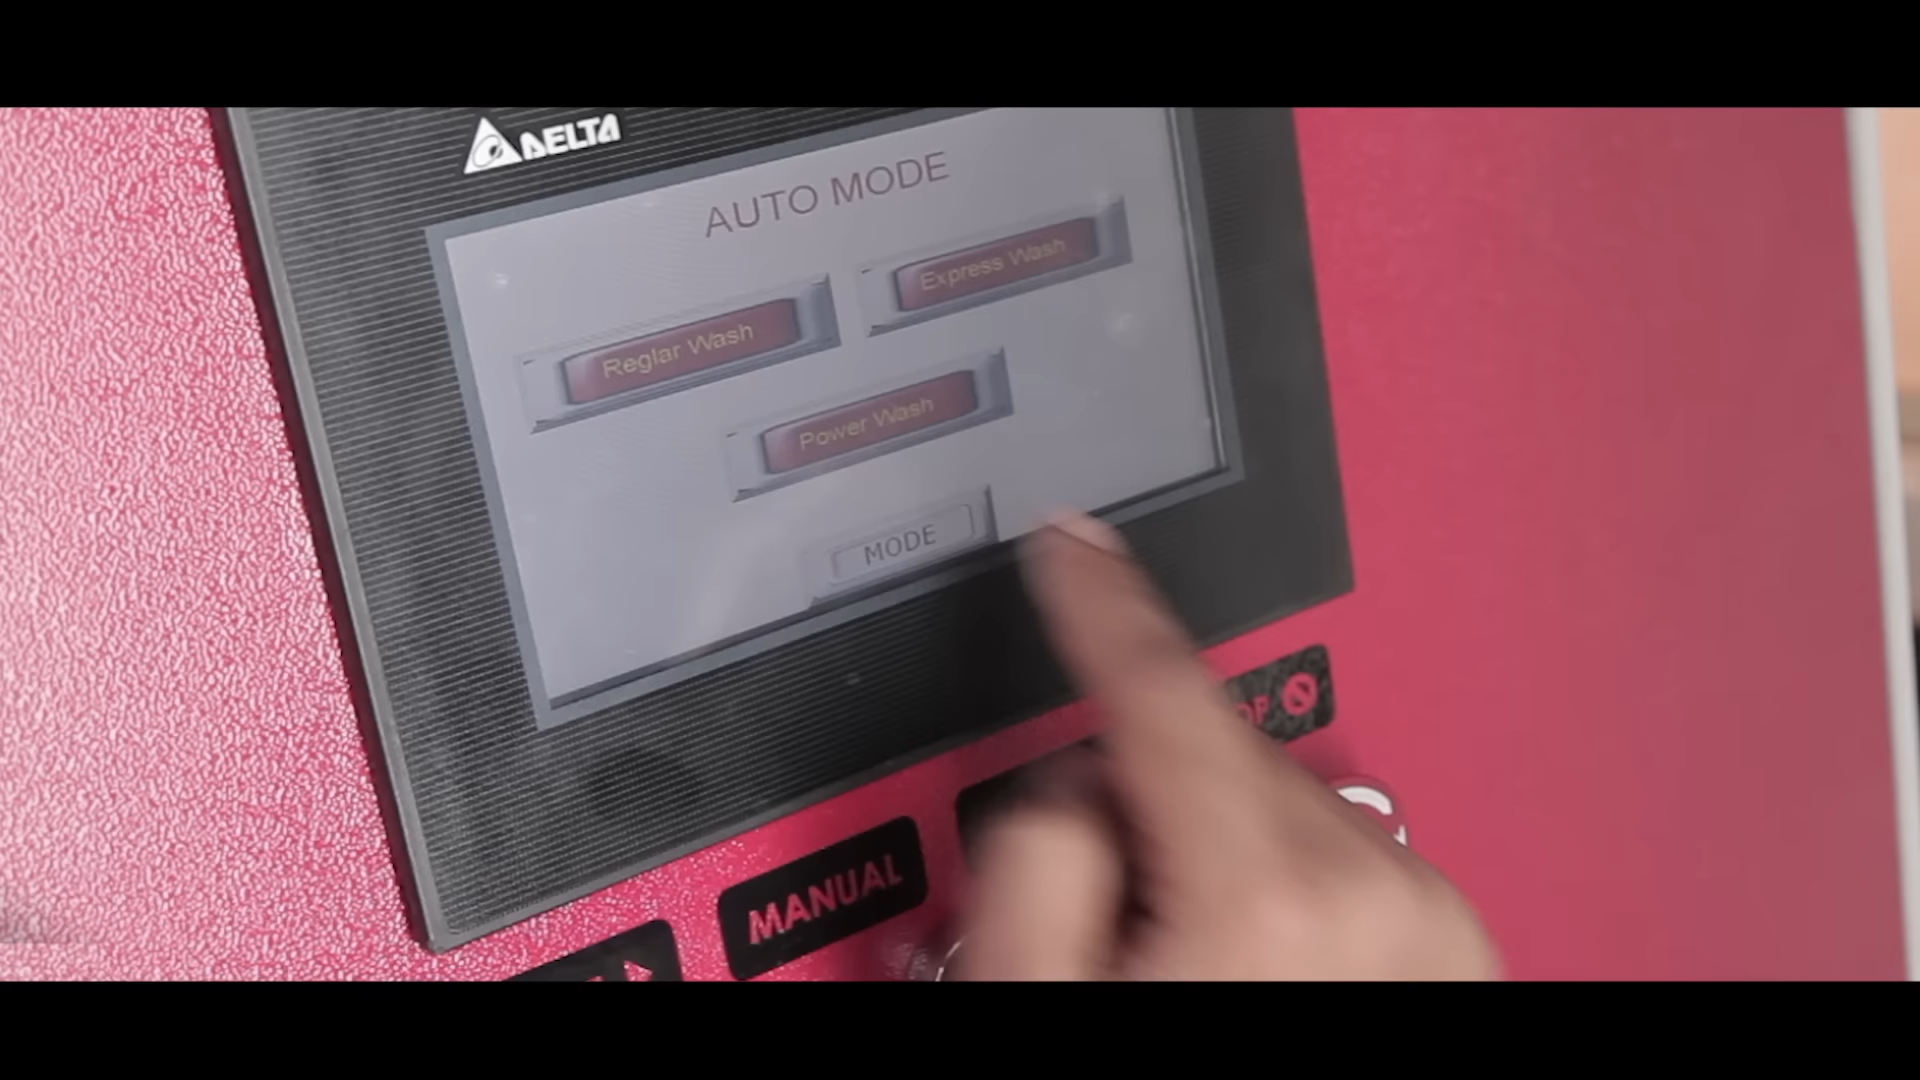 DELTA
AUTO MODE
Reglar Wash
Express Wash
Power Wash
MODE
MANUAL